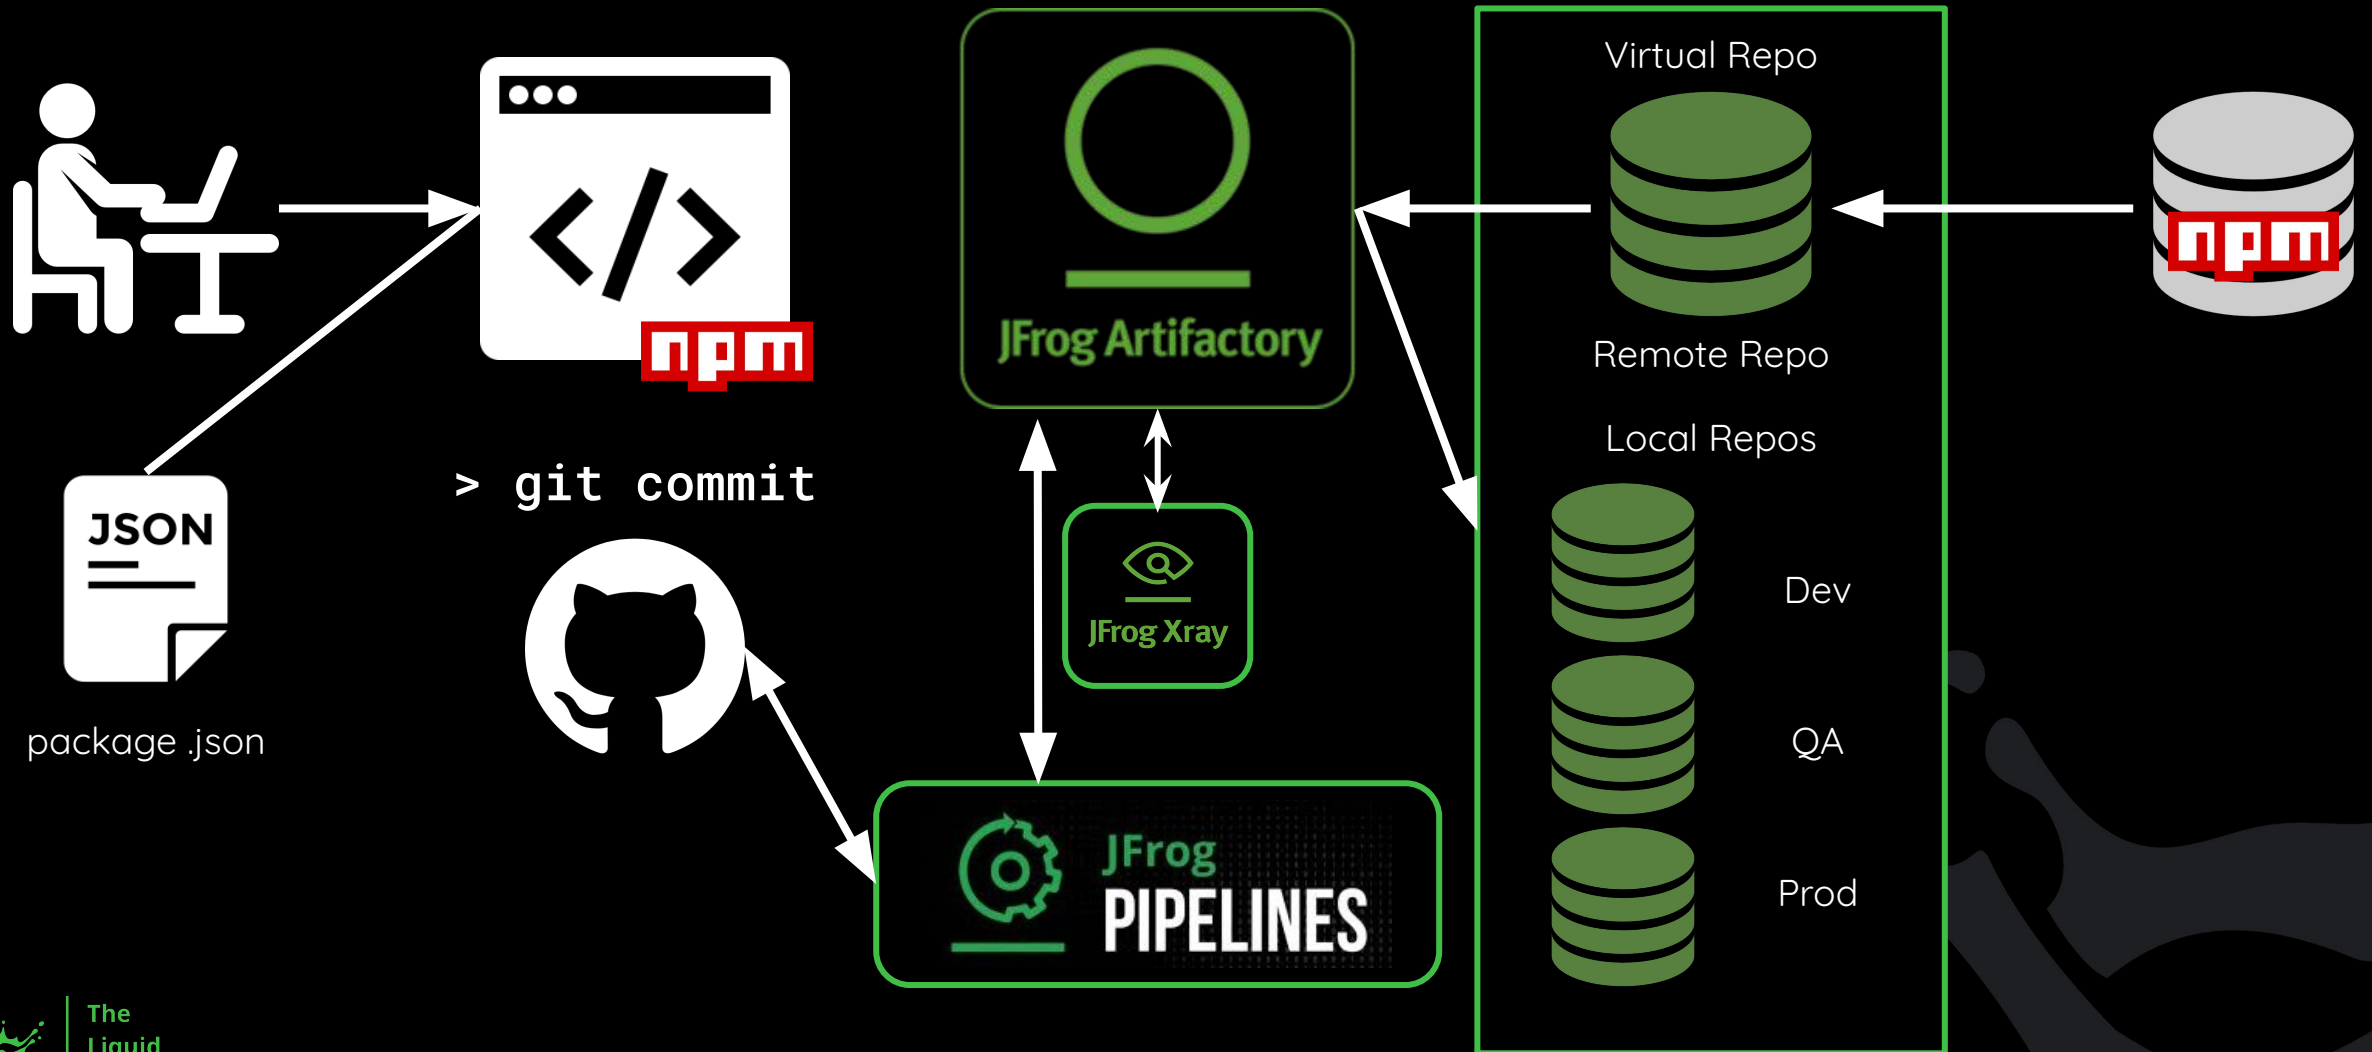 npm
JSON
package .json
> git commit
JFrog Artifactory
JFrog Xray
JFrog
PIPELINES
Virtual Repo
Remote Repo
Local Repos
Dev
QA
Prod
npm
The
Liquid